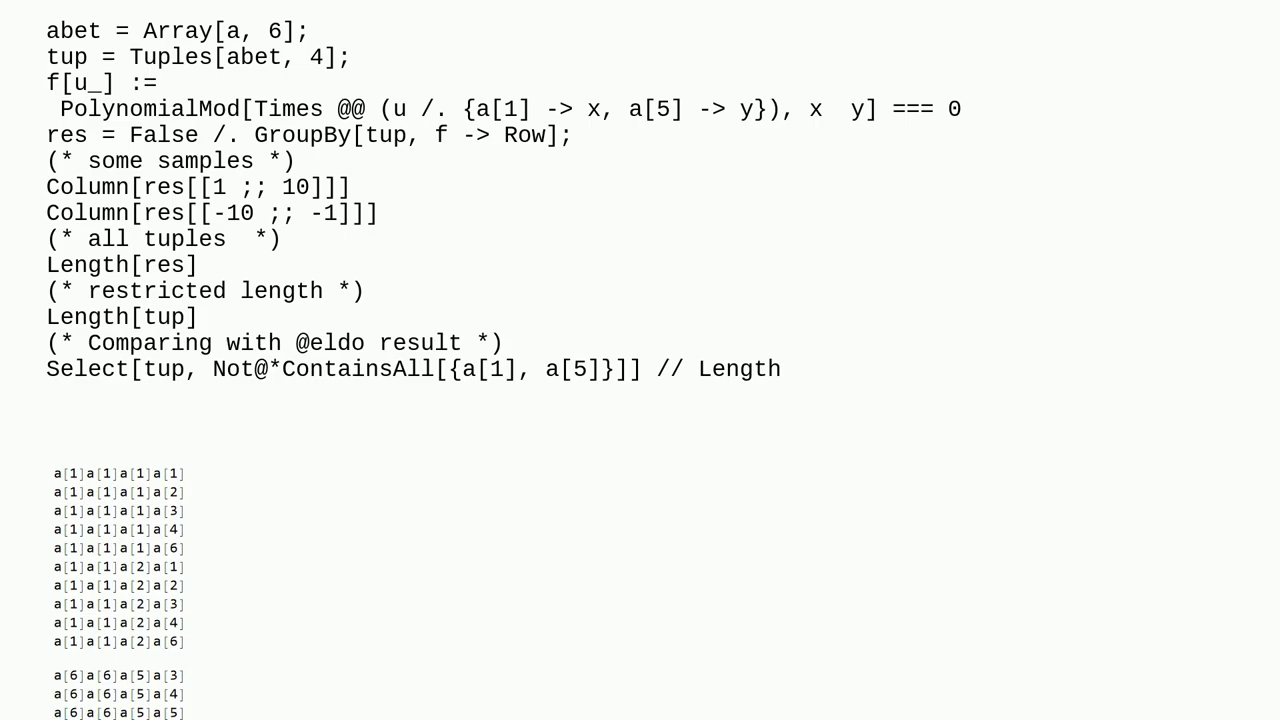 abet = Array[a, 6];
tup = Tuples[abet, 4];
f[u_] :=
 PolynomialMod[Times @@ (u /. {a[1] -> x, a[5] -> y}), x  y] === 0
res = False /. GroupBy[tup, f -> Row];
(* some samples *)
Column[res[[1 ;; 10]]]
Column[res[[-10 ;; -1]]]
(* all tuples  *)
Length[res]
(* restricted length *)
Length[tup]
(* Comparing with @eldo result *)
Select[tup, Not@*ContainsAll[{a[1], a[5]}]] // Length
a[1]a[1]a[1]a[1]
a[1]a[1]a[1]a[2]
a[1]a[1]a[1]a[3]
a[1]a[1]a[1]a[4]
a[1]a[1]a[1]a[6]
a[1]a[1]a[2]a[1]
a[1]a[1]a[2]a[2]
a[1]a[1]a[2]a[3]
a[1]a[1]a[2]a[4]
a[1]a[1]a[2]a[6]
a[6]a[6]a[5]a[3]
a[6]a[6]a[5]a[4]
a[6]a[6]a[5]a[5]